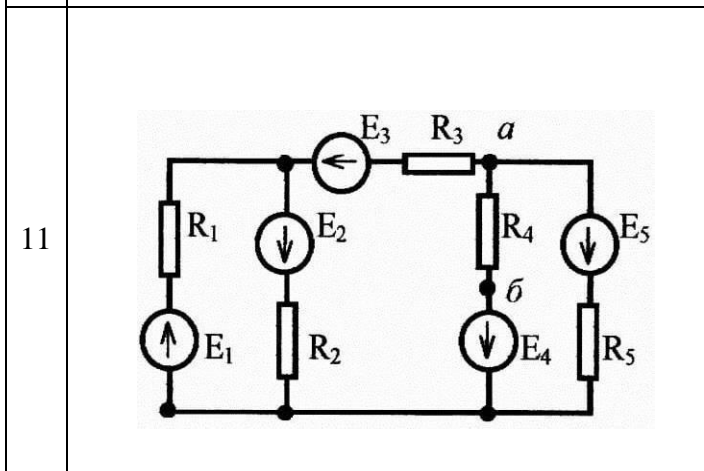 11
E₃ R₃ а
R₁ E₂ R₄ E₅
б
E₁ R₂ E₄ R₅